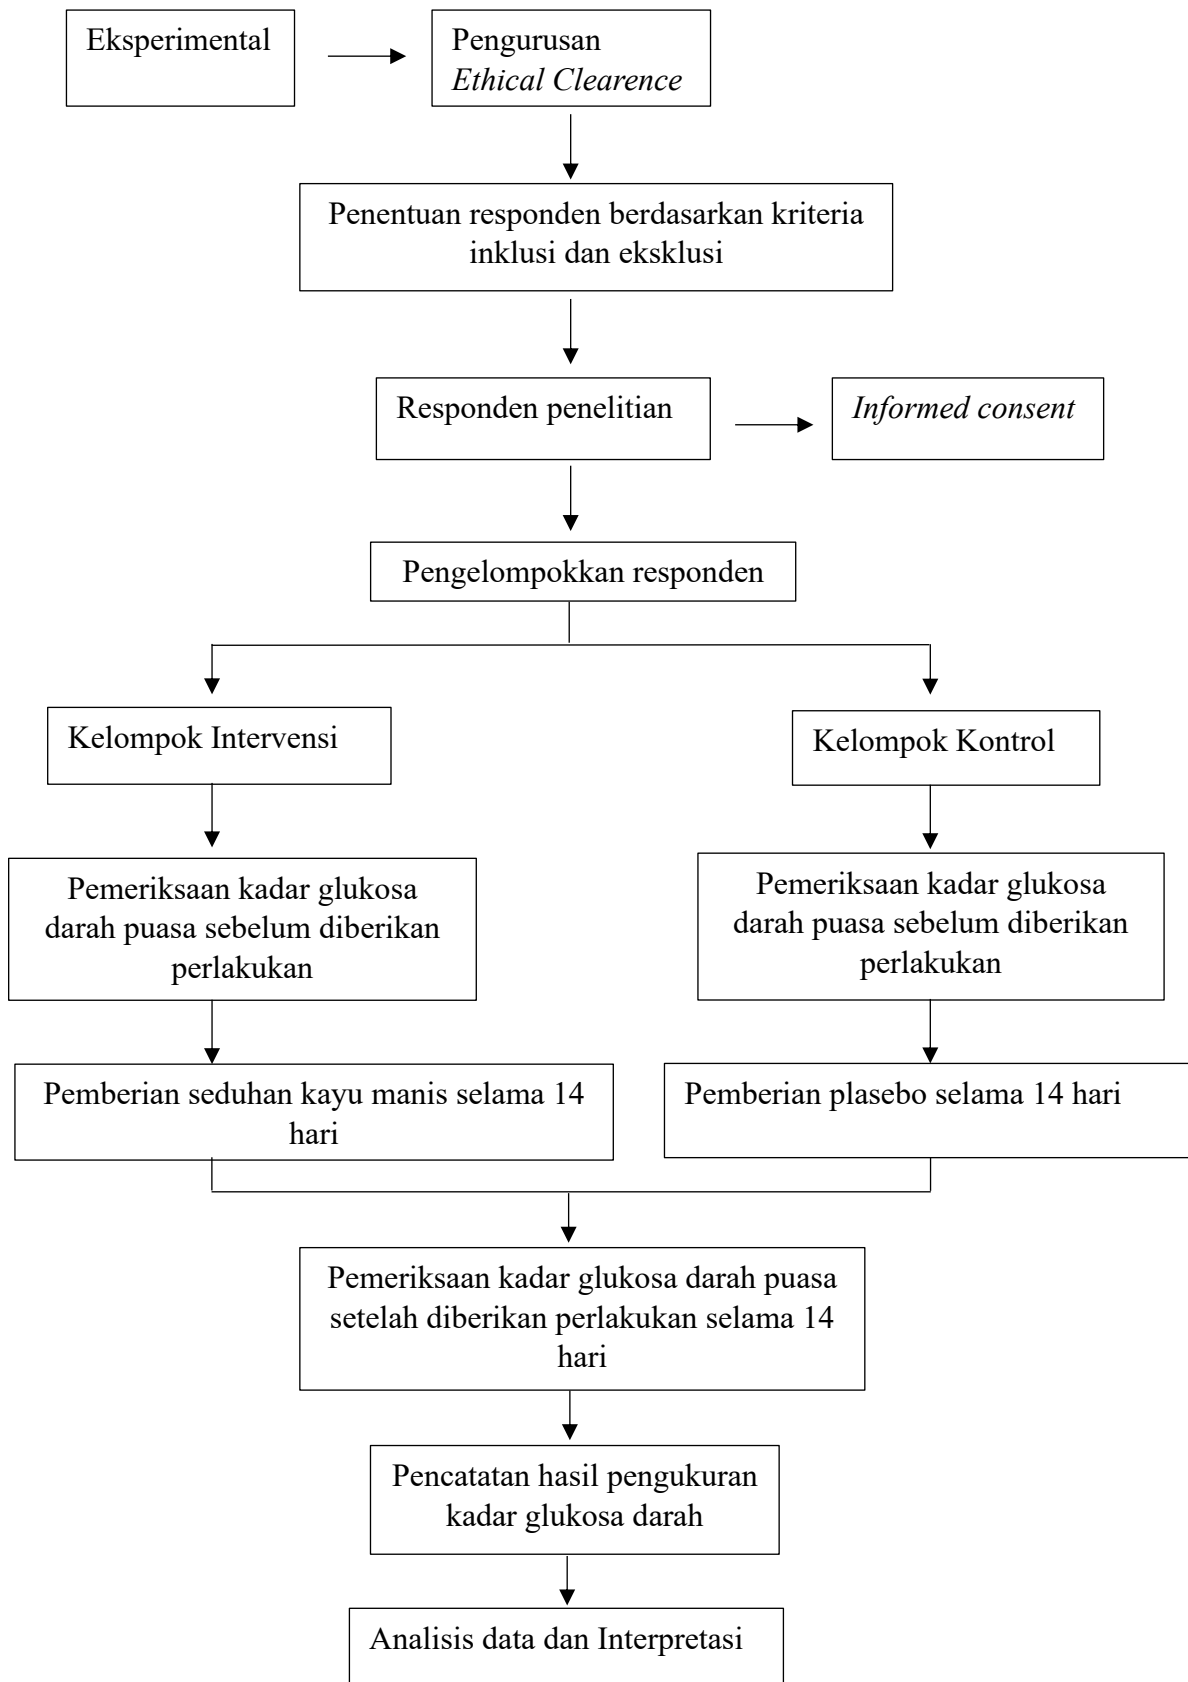 Eksperimental
Pengurusan
Ethical Clearence
Penentuan responden berdasarkan kriteria
inklusi dan eksklusi
Responden penelitian
Informed consent
Pengelompokkan responden
Kelompok Intervensi
Kelompok Kontrol
Pemeriksaan kadar glukosa
darah puasa sebelum diberikan
perlakukan
Pemeriksaan kadar glukosa
darah puasa sebelum diberikan
perlakukan
Pemberian seduhan kayu manis selama 14
hari
Pemberian plasebo selama 14 hari
Pemeriksaan kadar glukosa darah puasa
setelah diberikan perlakukan selama 14
hari
Pencatatan hasil pengukuran
kadar glukosa darah
Analisis data dan Interpretasi